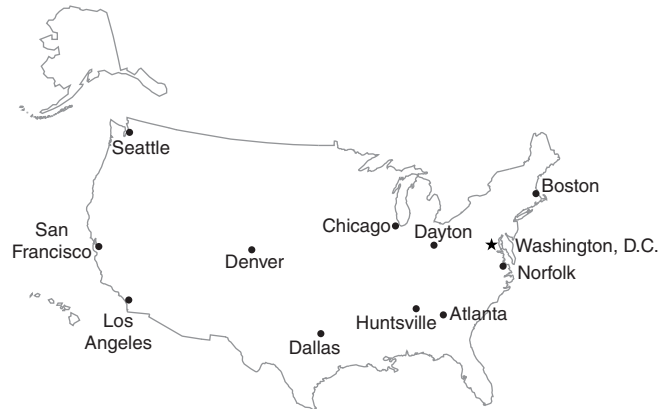 Seattle
Boston
Chicago
Dayton
San
Francisco
Washington, D.C.
Denver
Norfolk
Los
Angeles
Huntsville
Atlanta
Dallas